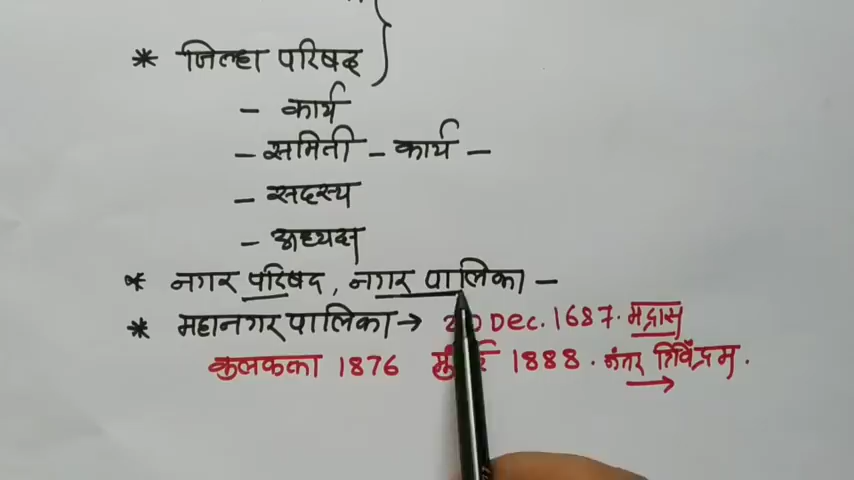 * जिल्हा परिषद
- कार्य
- समिती - कार्य -
- सदस्य
- अध्यक्ष
* नगर परिषद, नगर पालिका -
* महानगर पालिका → Dec. 1687. मद्रास
कुलकत्ता 1876 1888. नंतर त्रिवेंद्रम.